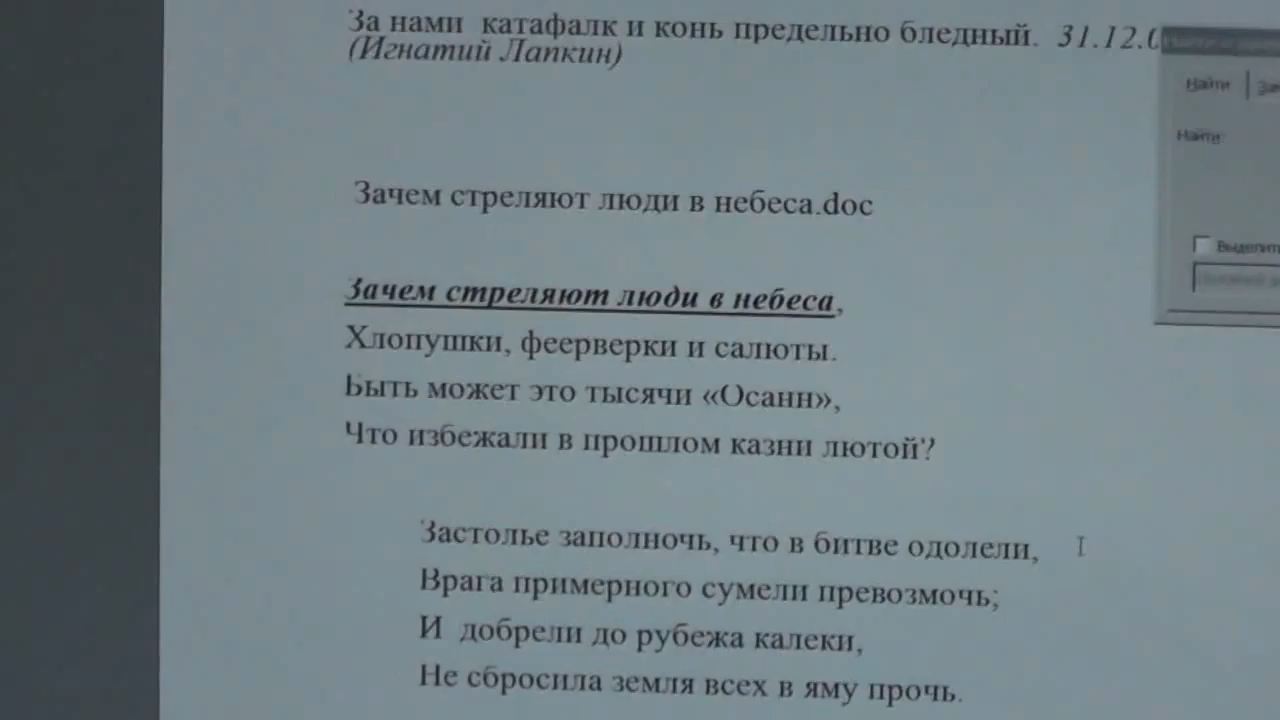 За нами катафалк и конь предельно бледный. 31.12.
(Игнатий Лапкин)
Найти
Найти:
Выделить
Зачем стреляют люди в небеса.doc
Зачем стреляют люди в небеса,
Хлопушки, феерверки и салюты.
Быть может это тысячи «Осанн»,
Что избежали в прошлом казни лютой?
Застолье заполночь, что в битве одолели,
Врага примерного сумели превозмочь;
И добрели до рубежа калеки,
Не сбросила земля всех в яму прочь.